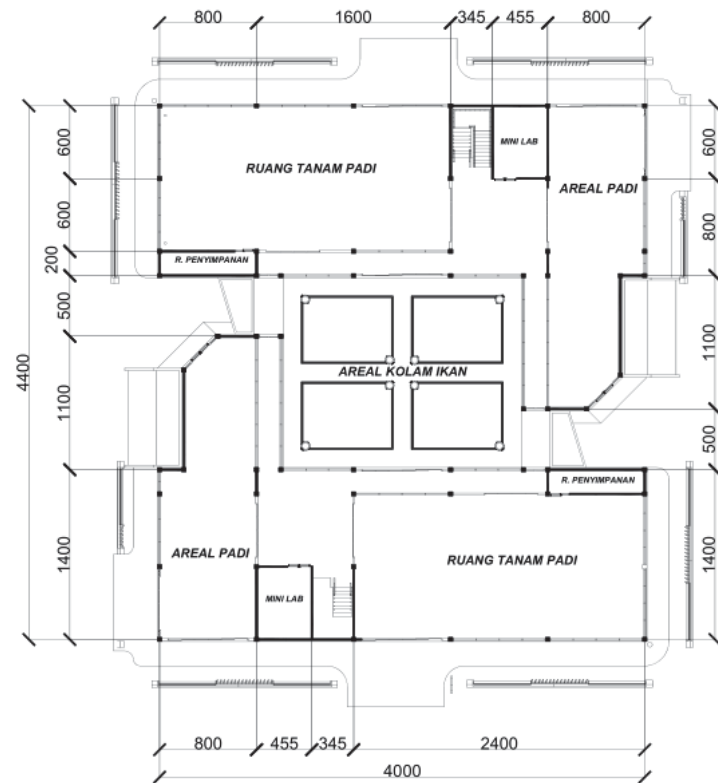 800 1600 345 455 800
600
600
200
500
1100
1400
4400
600
800
1100
500
1400
MINI LAB
RUANG TANAM PADI
AREAL PADI
R. PENYIMPANAN
AREAL KOLAM IKAN
R. PENYIMPANAN
AREAL PADI
RUANG TANAM PADI
MINI LAB
800 455 345 2400
4000